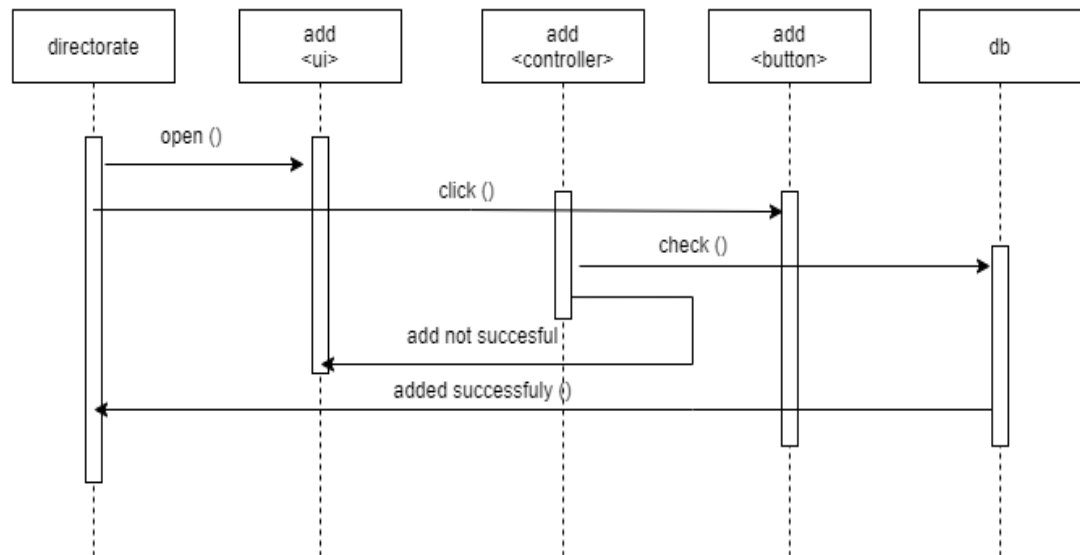 directorate
add
<ui>
add
<controller>
add
<button>
db
open ()
click ()
check ()
add not succesful
added successfuly ()